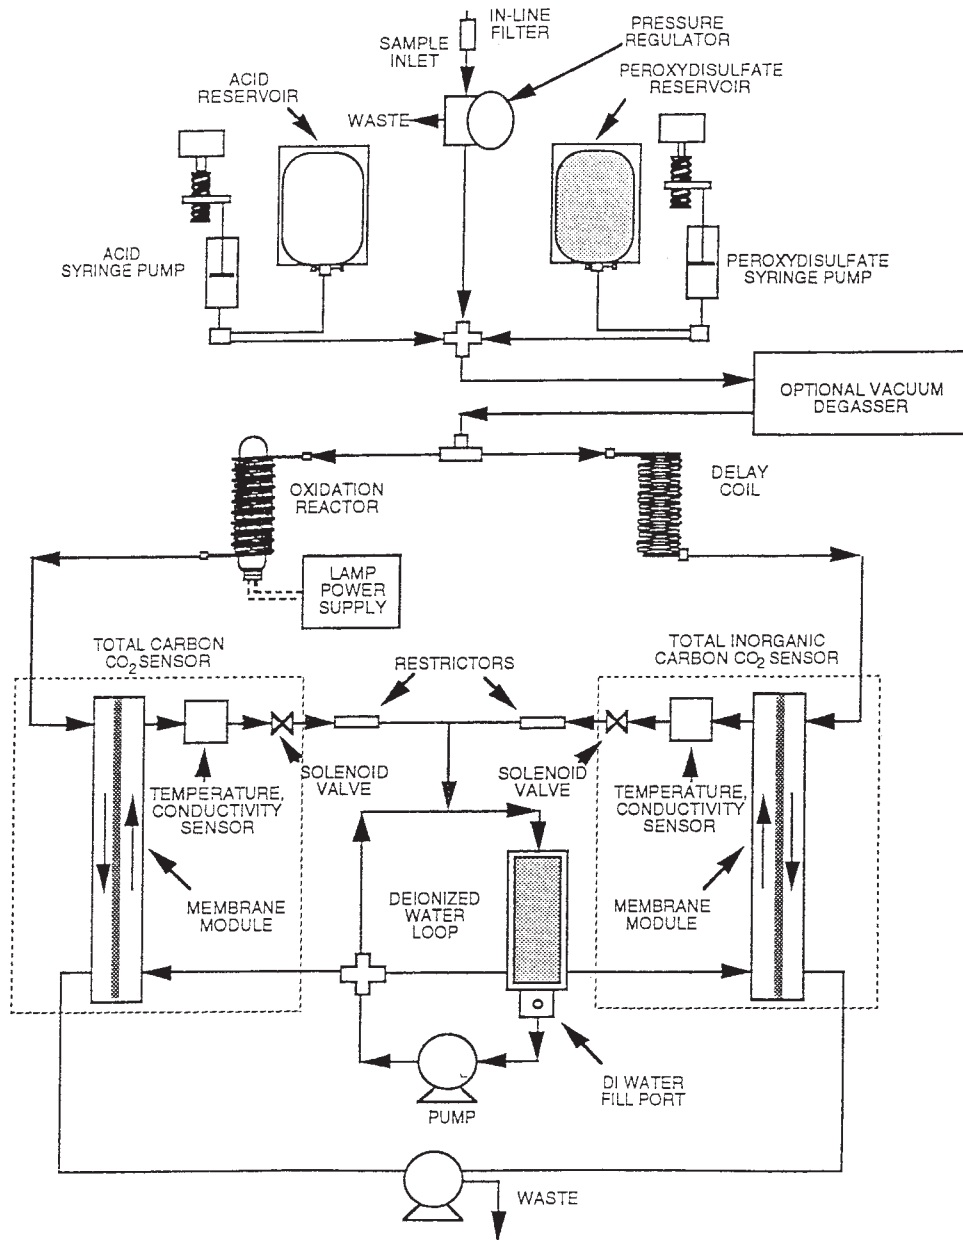 IN-LINE
FILTER
SAMPLE
INLET
PRESSURE
REGULATOR
ACID
RESERVOIR
PEROXYDISULFATE
RESERVOIR
WASTE
ACID
SYRINGE PUMP
PEROXYDISULFATE
SYRINGE PUMP
OPTIONAL VACUUM
DEGASSER
OXIDATION
REACTOR
DELAY
COIL
LAMP
POWER
SUPPLY
TOTAL CARBON
CO2 SENSOR
RESTRICTORS
TOTAL INORGANIC
CARBON CO2 SENSOR
SOLENOID
VALVE
SOLENOID
VALVE
TEMPERATURE,
CONDUCTIVITY
SENSOR
TEMPERATURE,
CONDUCTIVITY
SENSOR
MEMBRANE
MODULE
DEIONIZED
WATER
LOOP
MEMBRANE
MODULE
DI WATER
FILL PORT
PUMP
WASTE